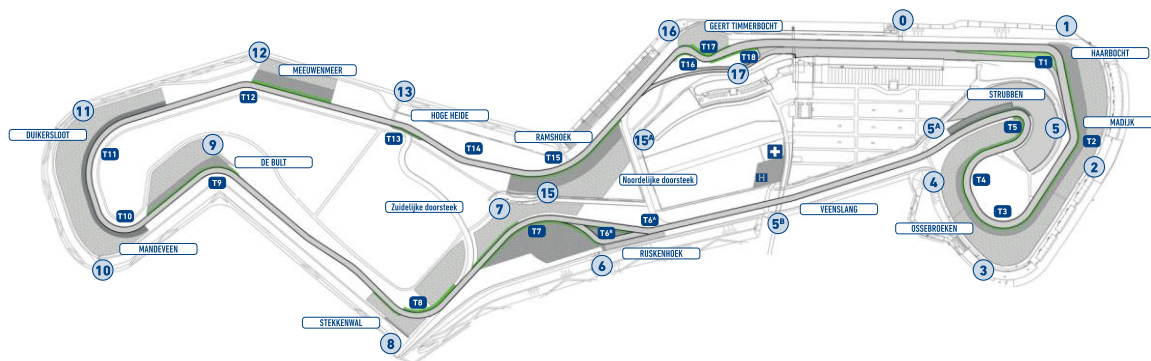 0
1
16
GEERT TIMMERBOCHT
HAARBOCHT
12
T17
T16
T18
T1
MEEUWENMEER
17
STRUBBEN
T12
13
11
HOGE HEIDE
MADIJK
DUIKERSLOOT
T13
RAMSHOEK
15A
5A
T5
5
T2
9
T14
T11
T15
DE BULT
T9
Noordelijke doorsteek
H
4
T4
2
15
7
Zuidelijke doorsteek
T10
T7
T6A
T6B
5B
VEENSLANG
T3
OSSEBROEKEN
MANDEVEEN
RUSKENHOEK
10
6
3
T8
STEKKENWAL
8